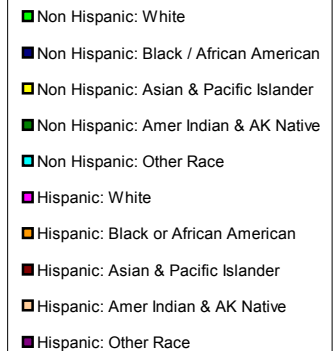 Non Hispanic: White
Non Hispanic: Black / African American
Non Hispanic: Asian & Pacific Islander
Non Hispanic: Amer Indian & AK Native
Non Hispanic: Other Race
Hispanic: White
Hispanic: Black or African American
Hispanic: Asian & Pacific Islander
Hispanic: Amer Indian & AK Native
Hispanic: Other Race